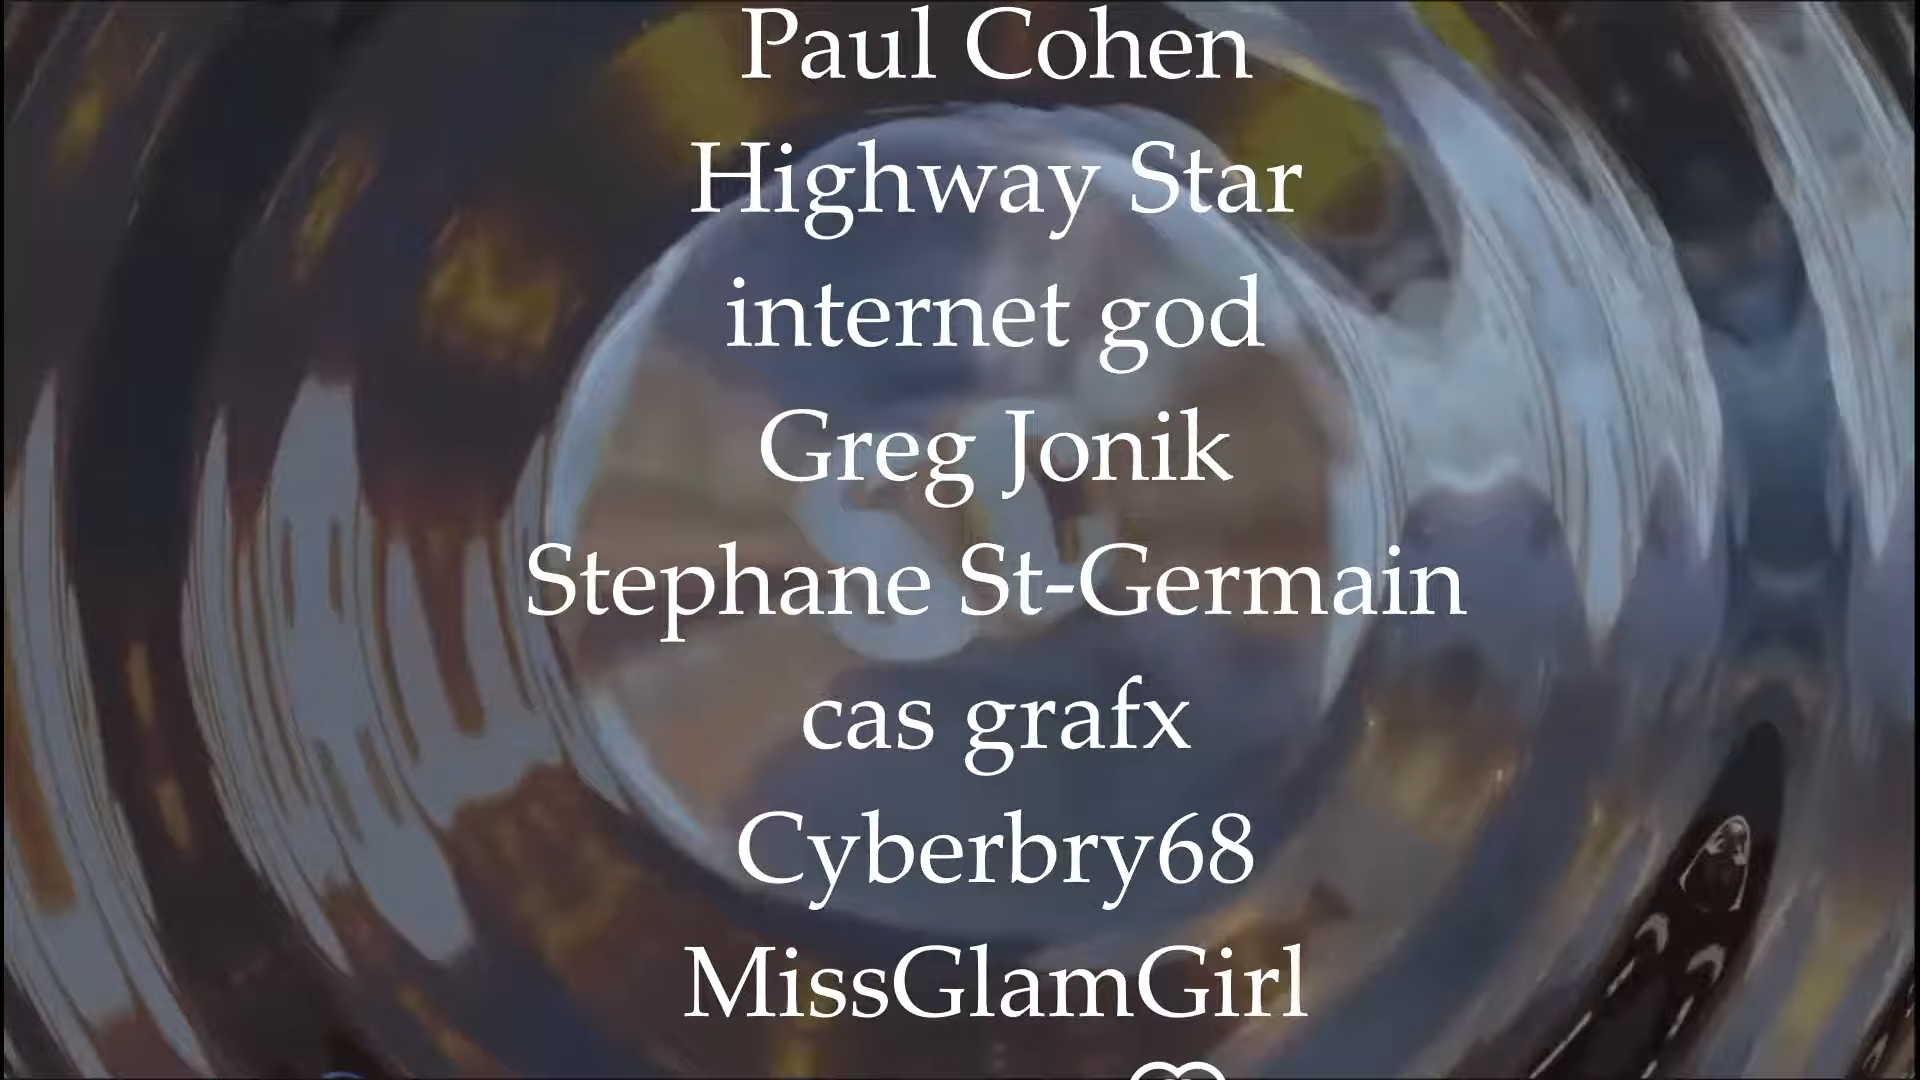 Paul Cohen
Highway Star
internet god
Greg Jonik
Stephane St-Germain
cas grafx
Cyberbry68
MissGlamGirl